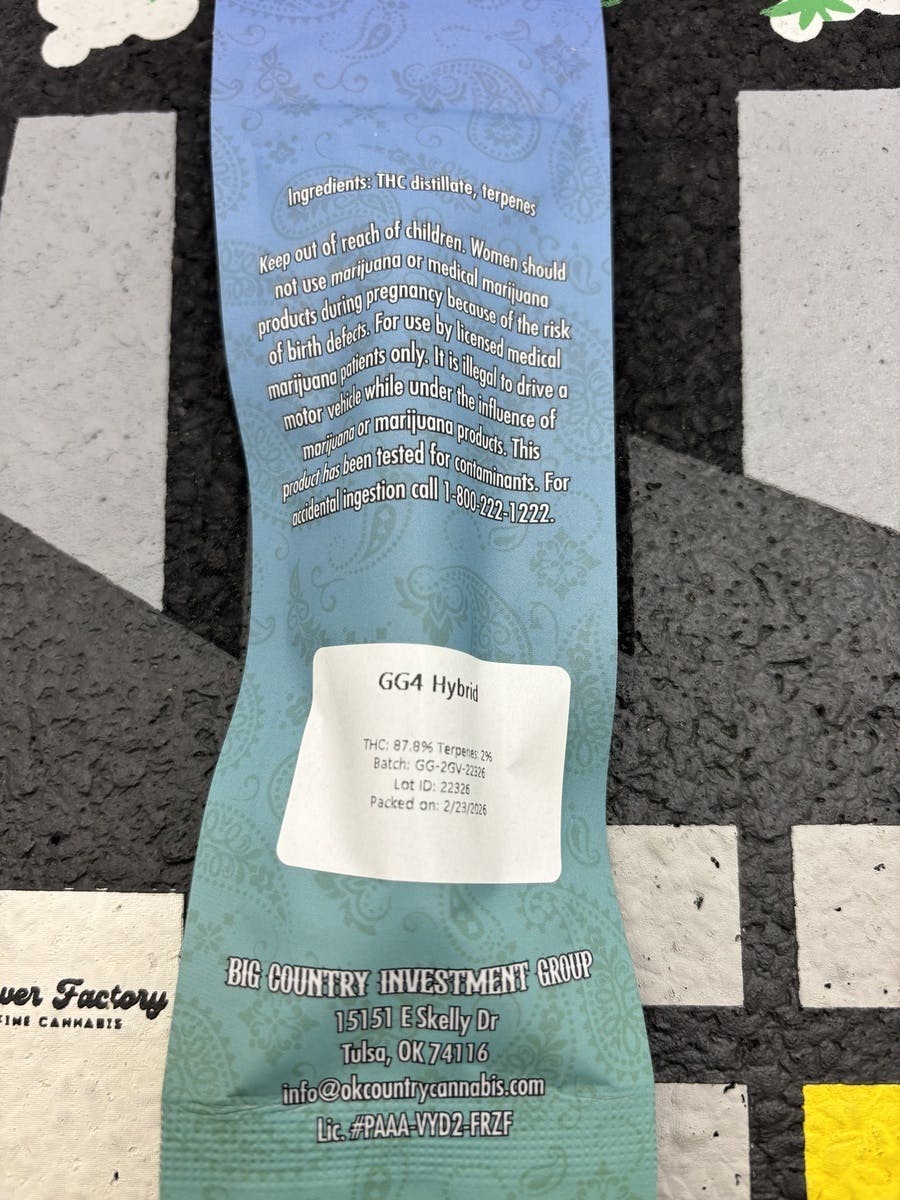 Ingredients: THC distillate, terpenes
Keep out of reach of children. Women should
not use marijuana or medical marijuana
products during pregnancy because of the risk
of birth defects. For use by licensed medical
marijuana patients only. It is illegal to drive a
motor vehicle while under the influence of
marijuana or marijuana products. This
product has been tested for contaminants. For
accidental ingestion call 1-800-222-1222.
GG4 Hybrid
THC: 87.8% Terpenes: 2%
Batch: GG-2GV-22326
Lot ID: 22326
Packed on: 2/23/2026
BIG COUNTRY INVESTMENT GROUP
15151 E Skelly Dr
Tulsa, OK 74116
info@okcountrycannabis.com
Lic. #PAAA-VYD2-FRZF
Factory
FINE CANNABIS